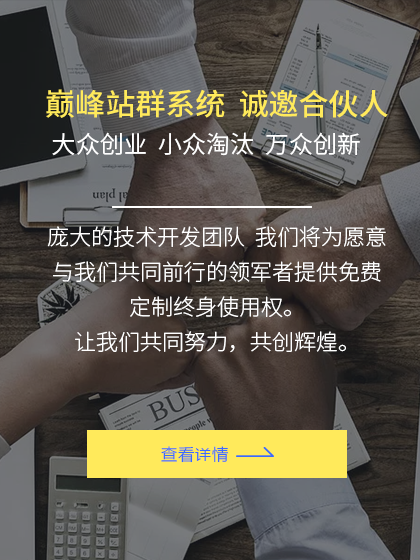 巅峰站群系统 诚邀合伙人
大众创业 小众淘汰 万众创新
庞大的技术开发团队 我们将为愿意
与我们共同前行的领军者提供免费
定制终身使用权。
让我们共同努力，共创辉煌。
BUS
查看详情